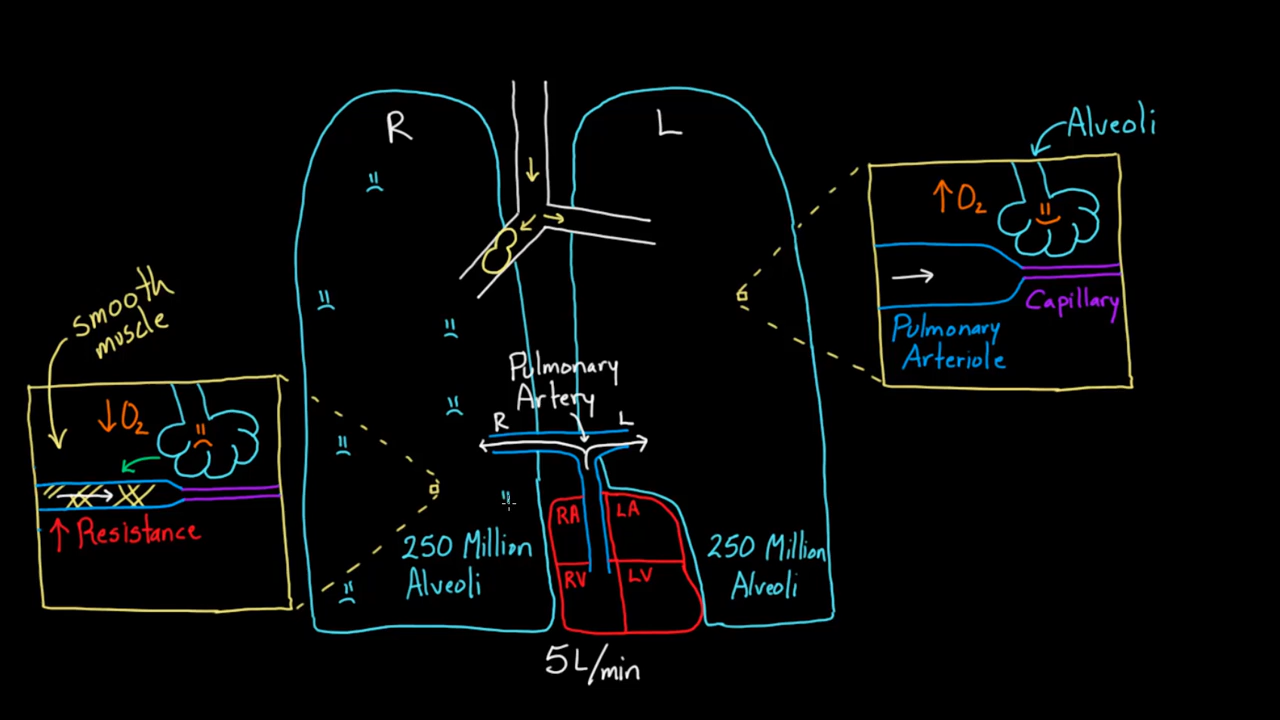 R
L
Alveoli
↑O₂
Capillary
Pulmonary
Arteriole
smooth
muscle
↓O₂
↑ Resistance
Pulmonary
Artery
R
L
RA
LA
RV
LV
250 Million
Alveoli
250 Million
Alveoli
5L/min